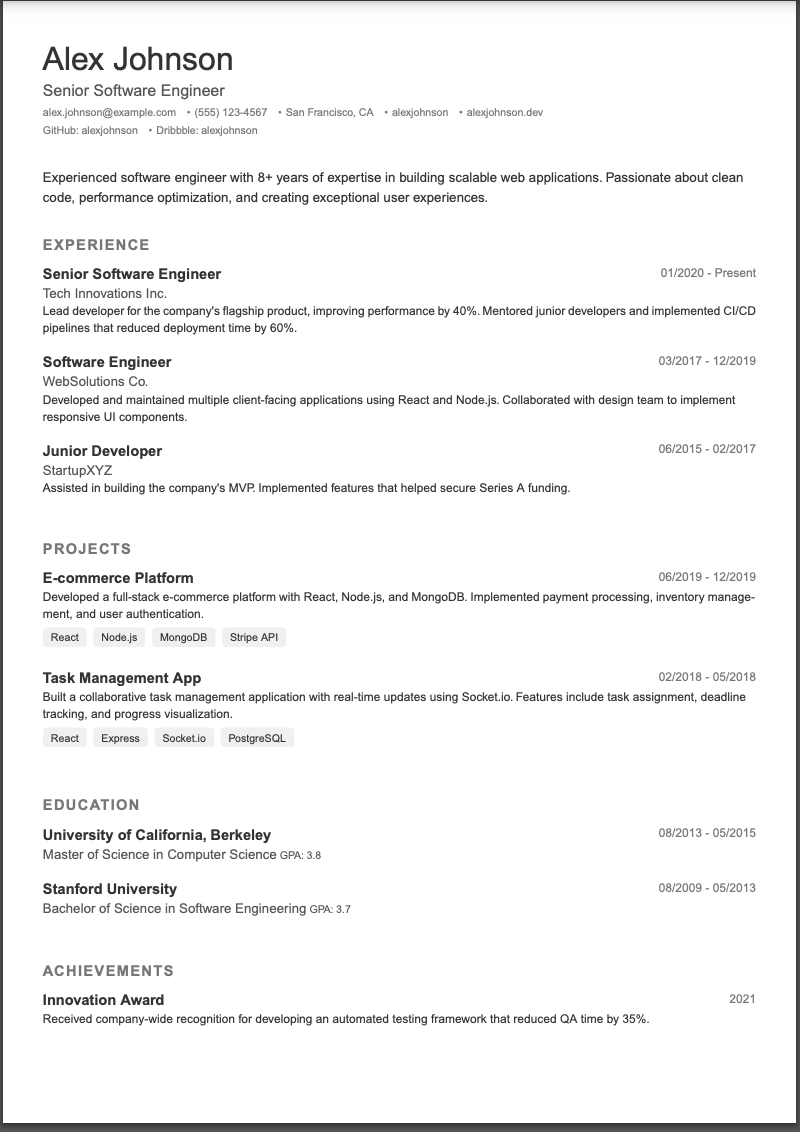 Alex Johnson
Senior Software Engineer
alex.johnson@example.com • (555) 123-4567 • San Francisco, CA • alexjohnson • alexjohnson.dev
GitHub: alexjohnson • Dribbble: alexjohnson
Experienced software engineer with 8+ years of expertise in building scalable web applications. Passionate about clean
code, performance optimization, and creating exceptional user experiences.
EXPERIENCE
Senior Software Engineer 01/2020 - Present
Tech Innovations Inc.
Lead developer for the company's flagship product, improving performance by 40%. Mentored junior developers and implemented CI/CD
pipelines that reduced deployment time by 60%.
Software Engineer 03/2017 - 12/2019
WebSolutions Co.
Developed and maintained multiple client-facing applications using React and Node.js. Collaborated with design team to implement
responsive UI components.
Junior Developer 06/2015 - 02/2017
StartupXYZ
Assisted in building the company's MVP. Implemented features that helped secure Series A funding.
PROJECTS
E-commerce Platform 06/2019 - 12/2019
Developed a full-stack e-commerce platform with React, Node.js, and MongoDB. Implemented payment processing, inventory manage-
ment, and user authentication.
React Node.js MongoDB Stripe API
Task Management App 02/2018 - 05/2018
Built a collaborative task management application with real-time updates using Socket.io. Features include task assignment, deadline
tracking, and progress visualization.
React Express Socket.io PostgreSQL
EDUCATION
University of California, Berkeley 08/2013 - 05/2015
Master of Science in Computer Science GPA: 3.8
Stanford University 08/2009 - 05/2013
Bachelor of Science in Software Engineering GPA: 3.7
ACHIEVEMENTS
Innovation Award 2021
Received company-wide recognition for developing an automated testing framework that reduced QA time by 35%.